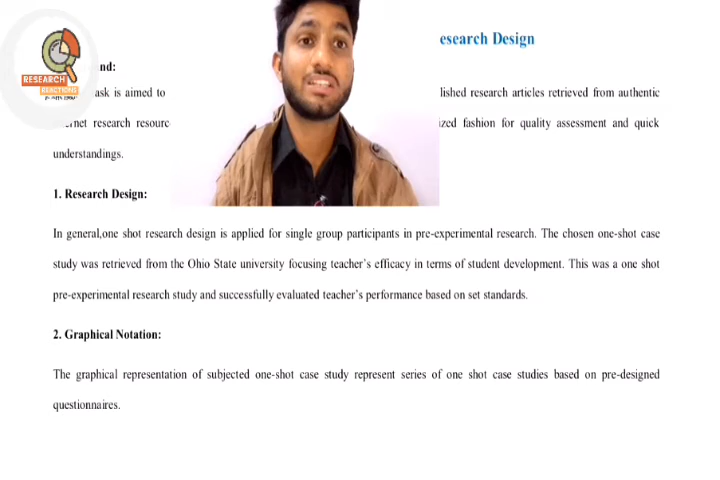 esearch Design
nd:
RESEARCH
REACTIONS
ask is aimed to lished research articles retrieved from authentic
net research resourc ized fashion for quality assessment and quick
understandings.
1. Research Design:
In general,one shot research design is applied for single group participants in pre-experimental research. The chosen one-shot case
study was retrieved from the Ohio State university focusing teacher's efficacy in terms of student development. This was a one shot
pre-experimental research study and successfully evaluated teacher's performance based on set standards.
2. Graphical Notation:
The graphical representation of subjected one-shot case study represent series of one shot case studies based on pre-designed
questionnaires.